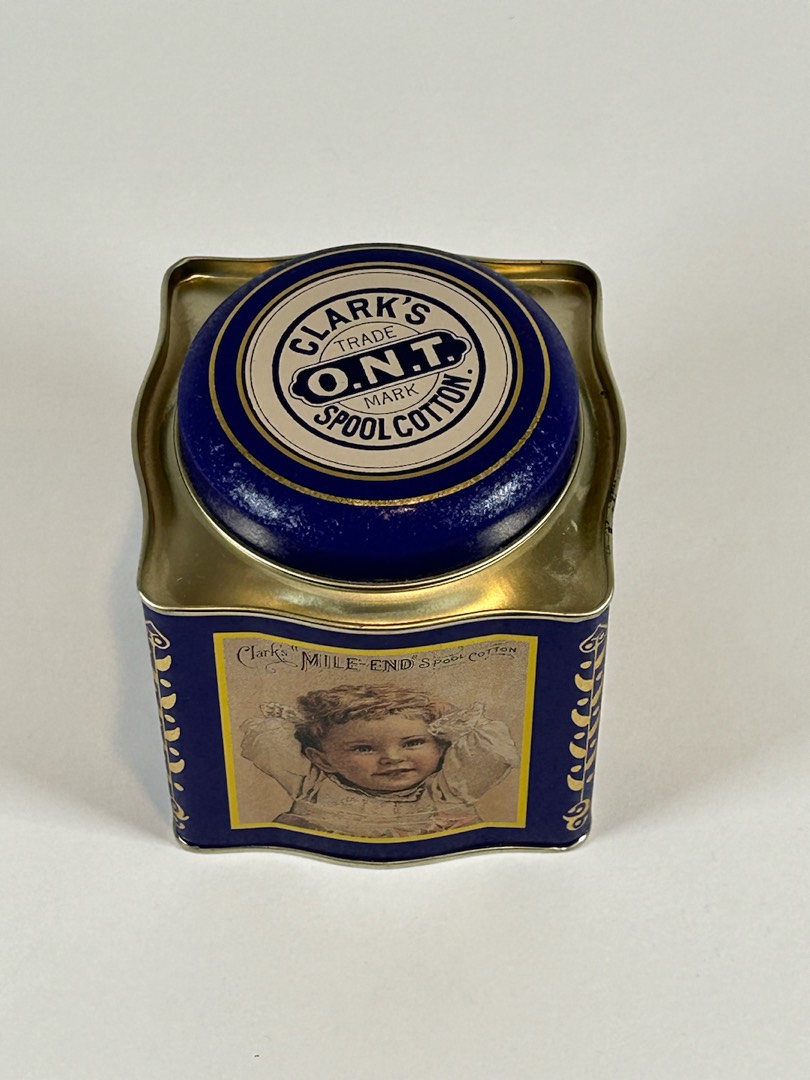 CLARK'S
TRADE
O.N.T.
MARK
SPOOL COTTON.
Clark's "MILE-END" SPOOL COTTON